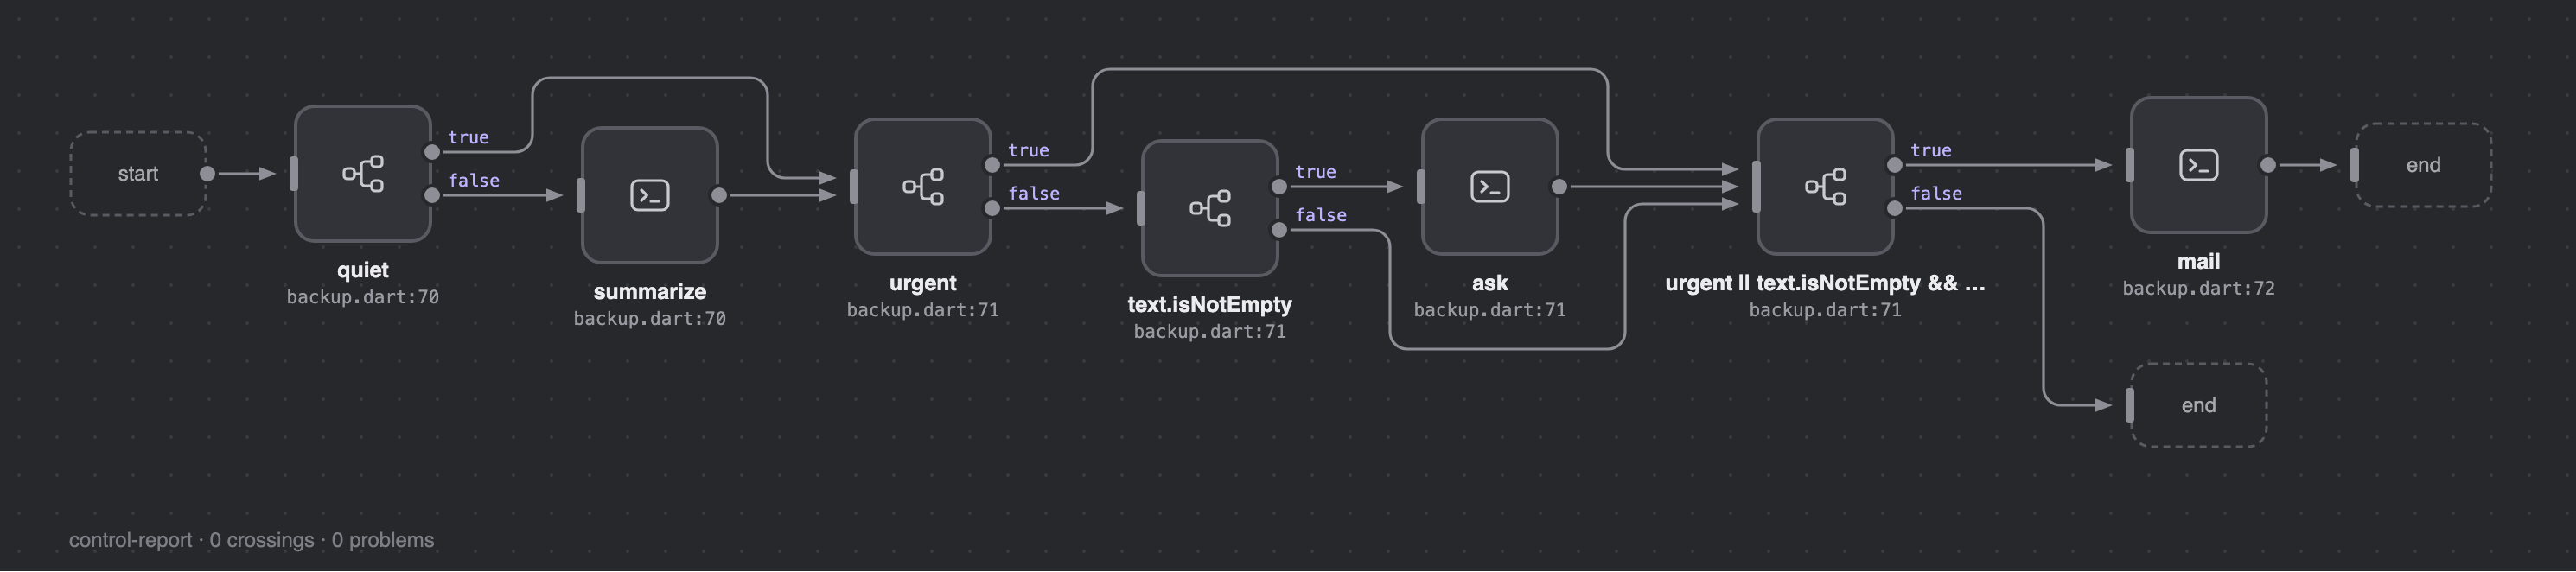 start
true
false
quiet
backup.dart:70
summarize
backup.dart:70
true
false
urgent
backup.dart:71
true
false
text.isNotEmpty
backup.dart:71
ask
backup.dart:71
true
false
urgent || text.isNotEmpty && ...
backup.dart:71
mail
backup.dart:72
end
end
control-report · 0 crossings · 0 problems